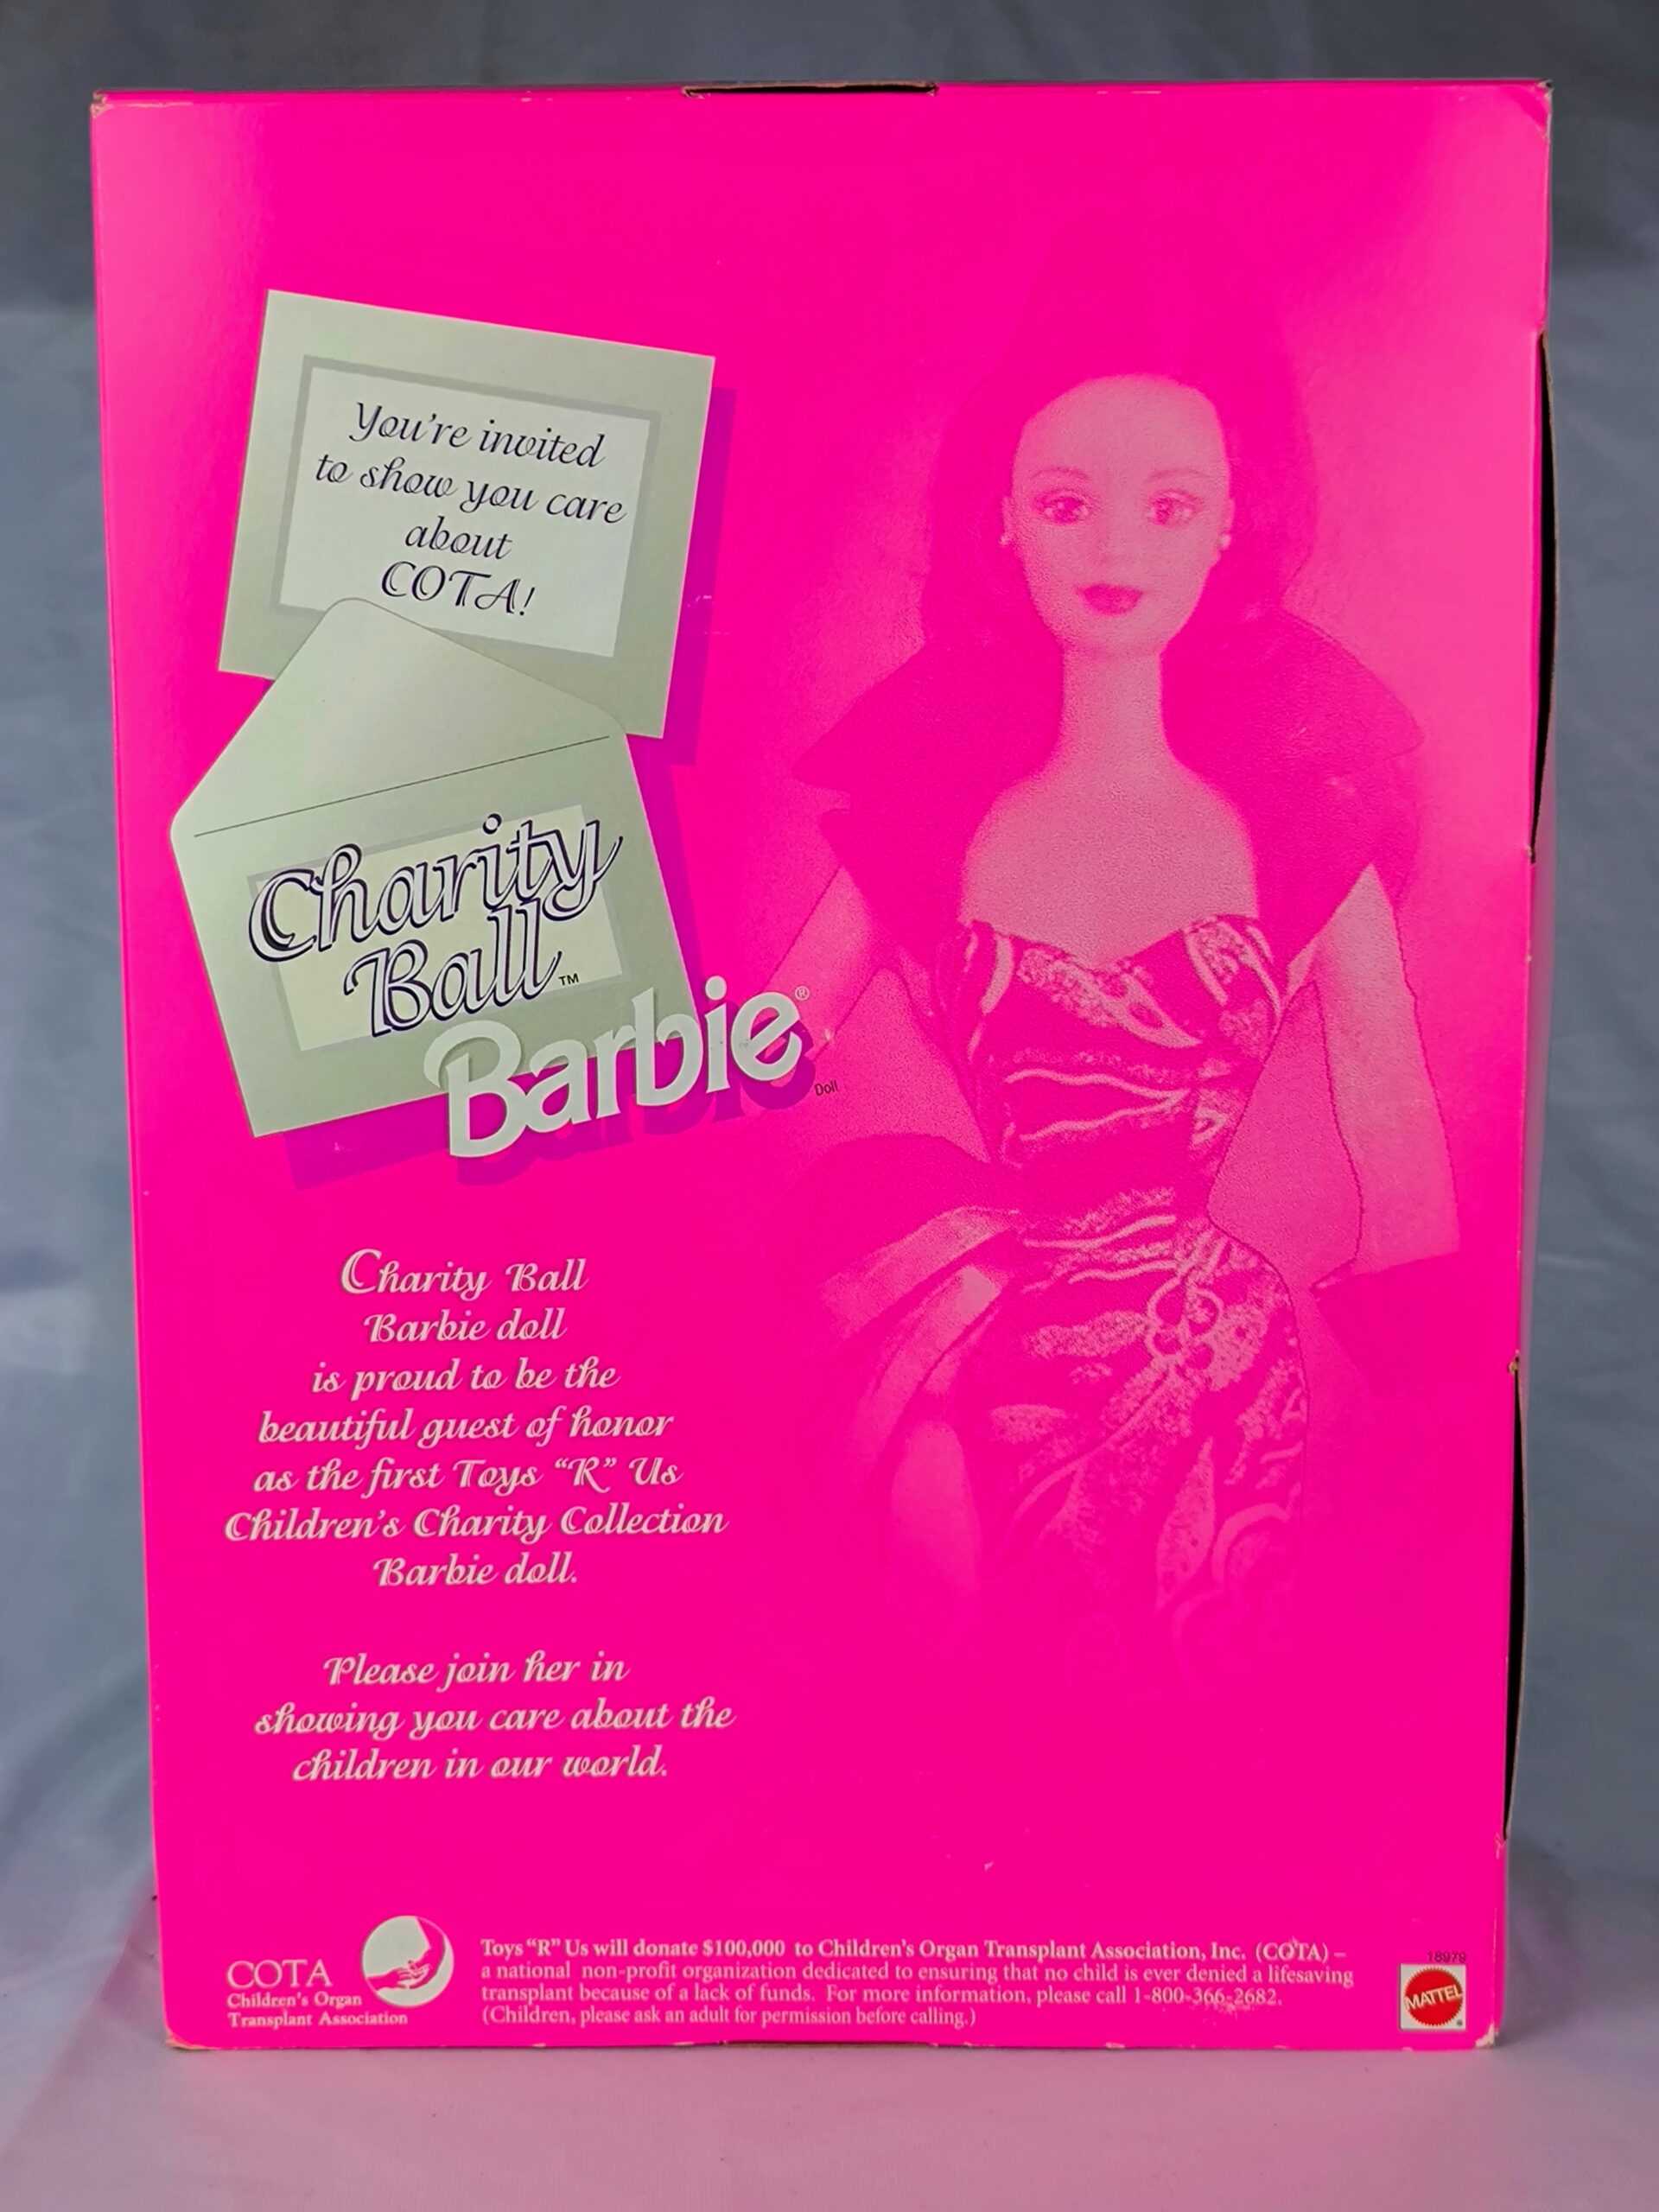 You're invited
to show you care
about
COTA!
Charity
Ball™
Barbie®
Doll
Charity Ball
Barbie doll
is proud to be the
beautiful guest of honor
as the first Toys “R” Us
Children's Charity Collection
Barbie doll.
Please join her in
showing you care about the
children in our world.
COTA
Children's Organ
Transplant Association
Toys “R” Us will donate $100,000 to Children's Organ Transplant Association, Inc. (COTA) –
a national non-profit organization dedicated to ensuring that no child is ever denied a lifesaving
transplant because of a lack of funds. For more information, please call 1-800-366-2682.
(Children, please ask an adult for permission before calling.)
18979
MATTEL